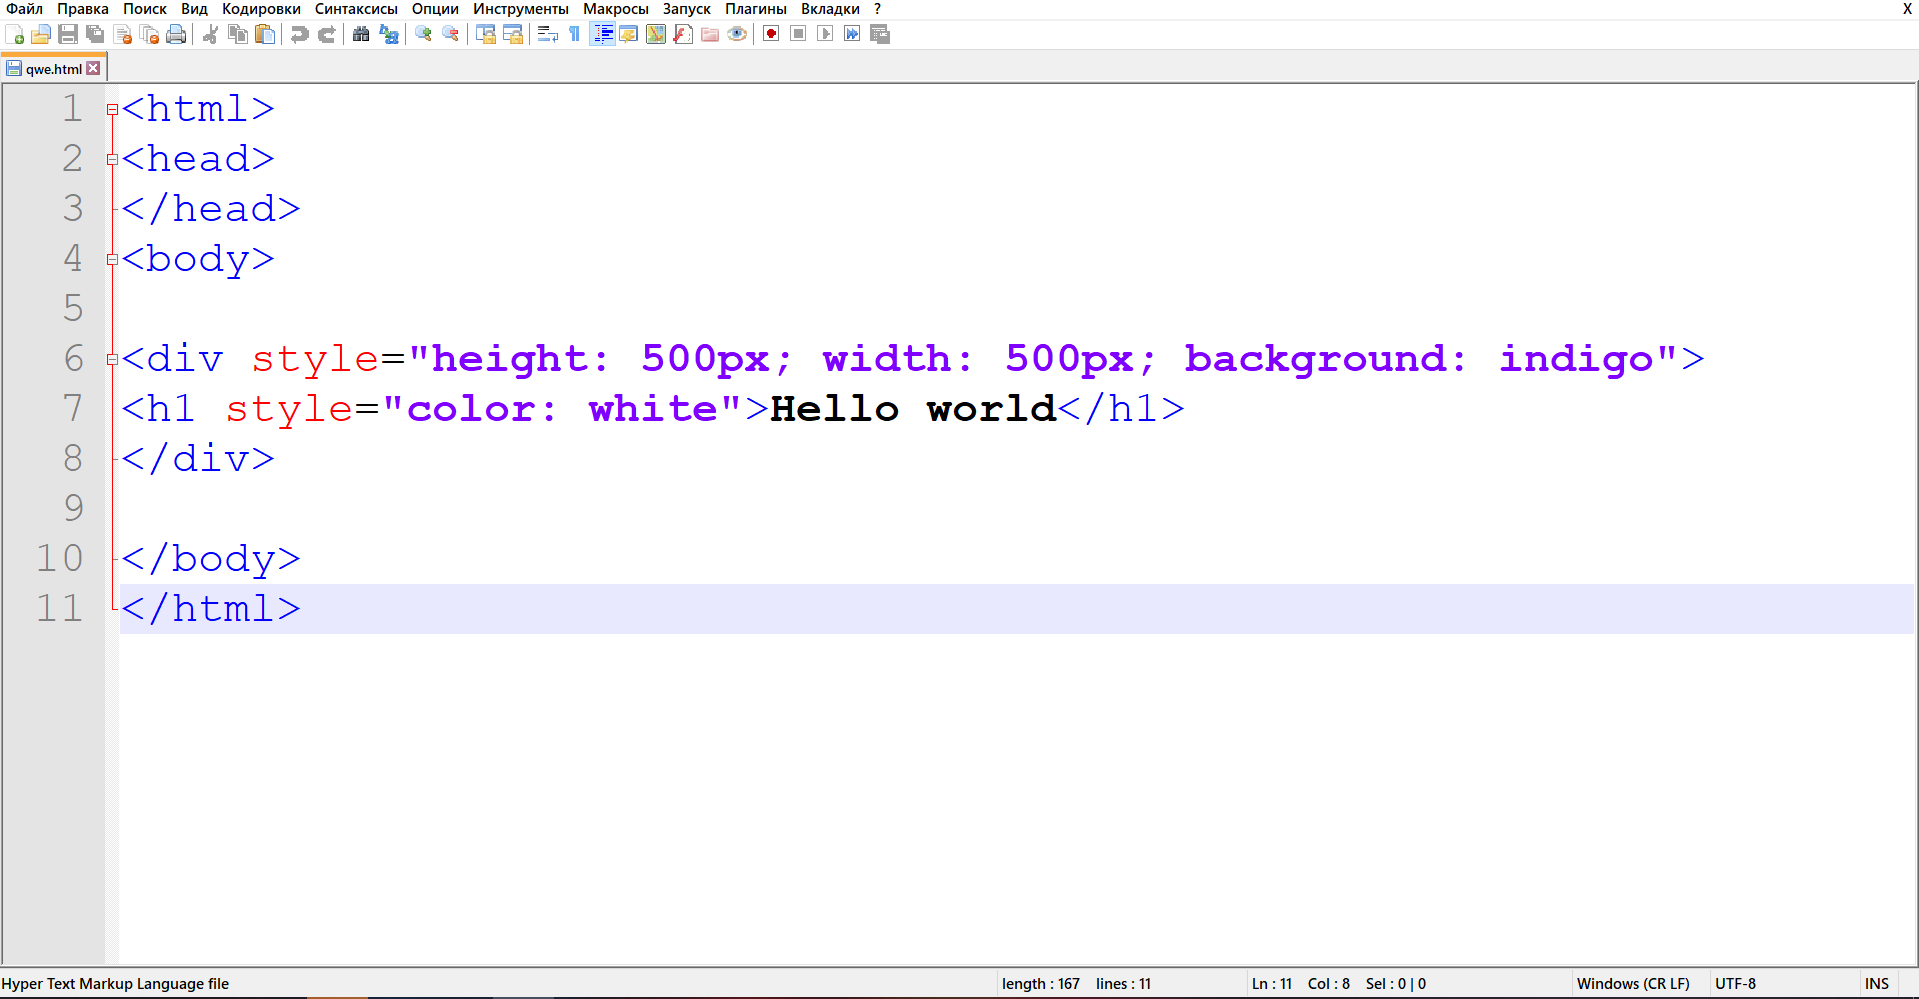 Файл Правка Поиск Вид Кодировки Синтаксисы Опции Инструменты Макросы Запуск Плагины Вкладки ? X
qwe.html
1 <html>
2 <head>
3 </head>
4 <body>
5
6 <div style="height: 500px; width: 500px; background: indigo">
7 <h1 style="color: white">Hello world</h1>
8 </div>
9
10 </body>
11 </html>
Hyper Text Markup Language file length : 167 lines : 11 Ln : 11 Col : 8 Sel : 0 | 0 Windows (CR LF) UTF-8 INS